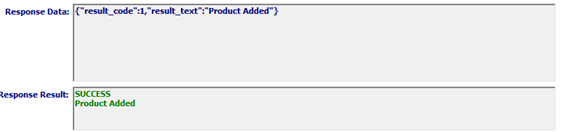 Response Data: {"result_code":1,"result_text":"Product Added"}
Response Result: SUCCESS
Product Added